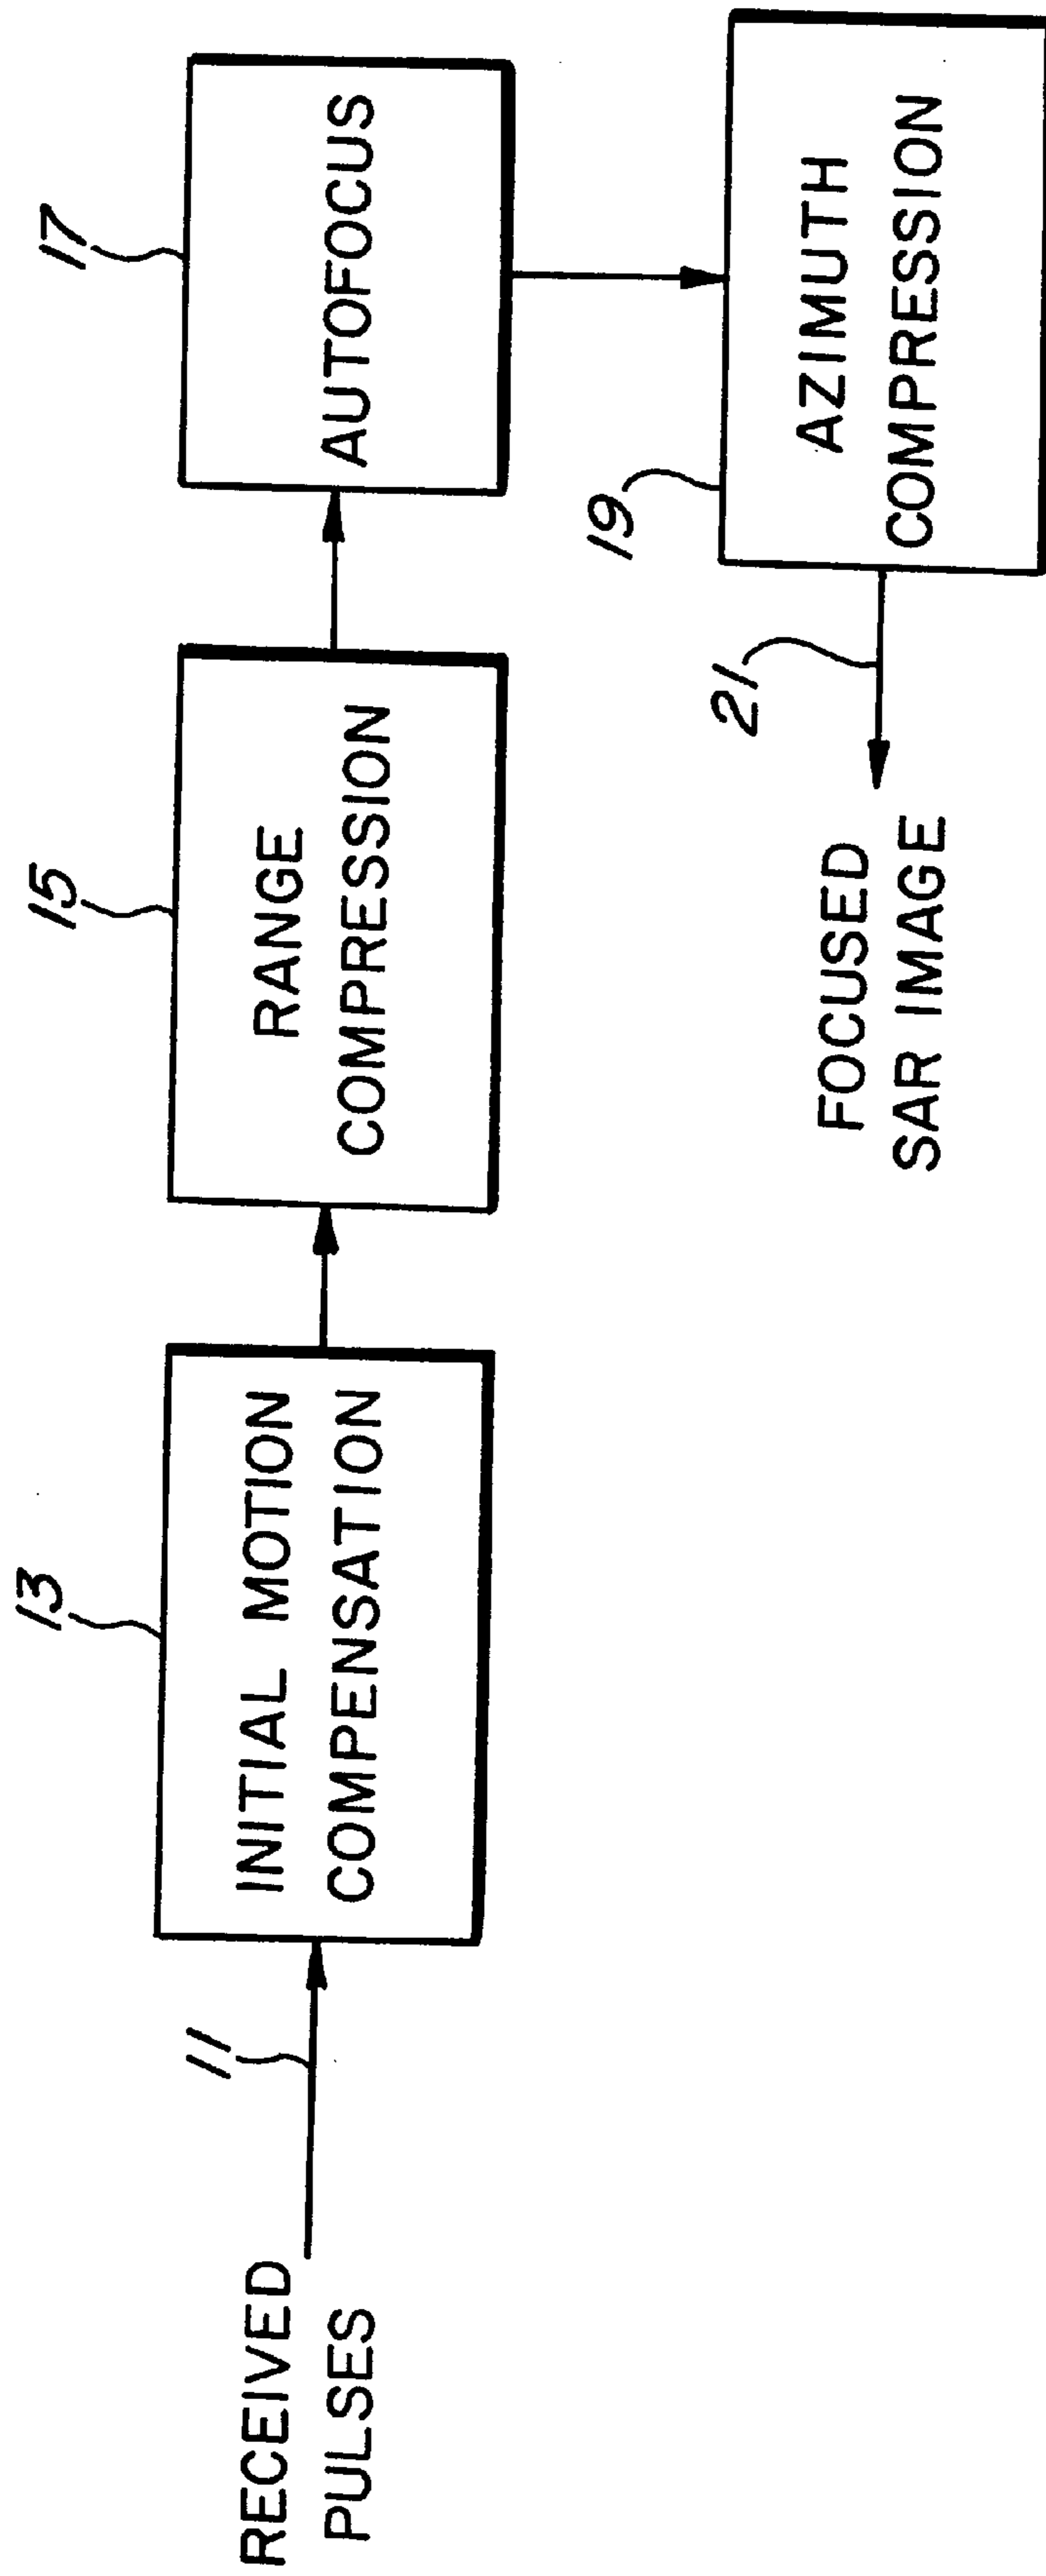 RECEIVED
PULSES
11
13
INITIAL MOTION
COMPENSATION
15
RANGE
COMPRESSION
17
AUTOFOCUS
19
AZIMUTH
COMPRESSION
21
FOCUSED
SAR IMAGE